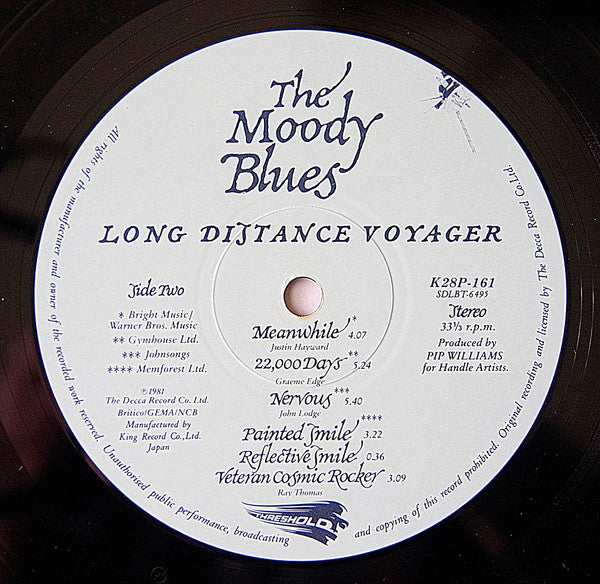 The
Moody
Blues
LONG DISTANCE VOYAGER
Side Two
* Bright Music/
Warner Bros. Music
** Gymhouse Ltd.
*** Johnsongs
**** Memforest Ltd.
℗1981
The Decca Record Co. Ltd.
Britico/GEMA/NCB
Manufactured by
King Record Co., Ltd.
Japan
K28P-161
SDLBT-6495
Stereo
33⅓ r.p.m.
Produced by
PIP WILLIAMS
for Handle Artists.
Meanwhile* 4.07
Justin Hayward
22,000 Days** 5.24
Graeme Edge
Nervous*** 5.40
John Lodge
****
Painted Smile 3.22
Reflective Smile 0.36
Veteran Cosmic Rocker 3.09
Ray Thomas
THRESHOLD
All rights of the manufacturer and owner of the recorded work reserved. Unauthorised public performance, broadcasting and copying of this record prohibited. Original recording and licensed by The Decca Record Co. Ltd.